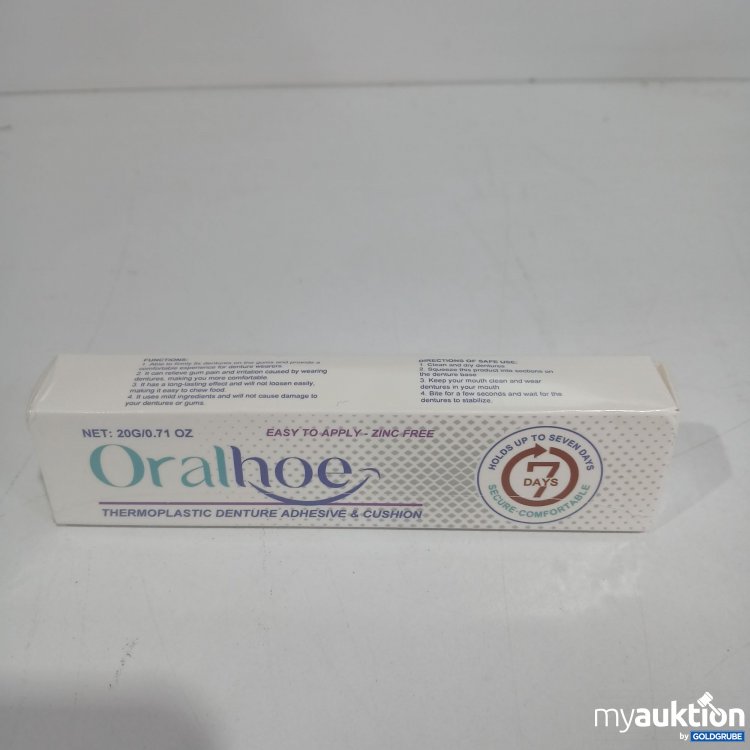 FUNCTIONS:
1. Able to firmly fix dentures on the gums and provide a
comfortable experience for denture wearers.
2. It can relieve gum pain and irritation caused by wearing
dentures, making you more comfortable.
3. It has a long-lasting effect and will not loosen easily,
making it easy to chew food.
4. It uses mild ingredients and will not cause damage to
your dentures or gums.
DIRECTIONS OF SAFE USE:
1. Clean and dry dentures.
2. Squeeze this product into sections on
the denture base
3. Keep your mouth clean and wear
dentures in your mouth
4. Bite for a few seconds and wait for the
dentures to stabilize.
NET: 20G/0.71 OZ
EASY TO APPLY - ZINC FREE
Oralhoe
THERMOPLASTIC DENTURE ADHESIVE & CUSHION
HOLDS UP TO SEVEN DAYS
7
DAYS
SECURE·COMFORTABLE
myauktion
by GOLDGRUBE